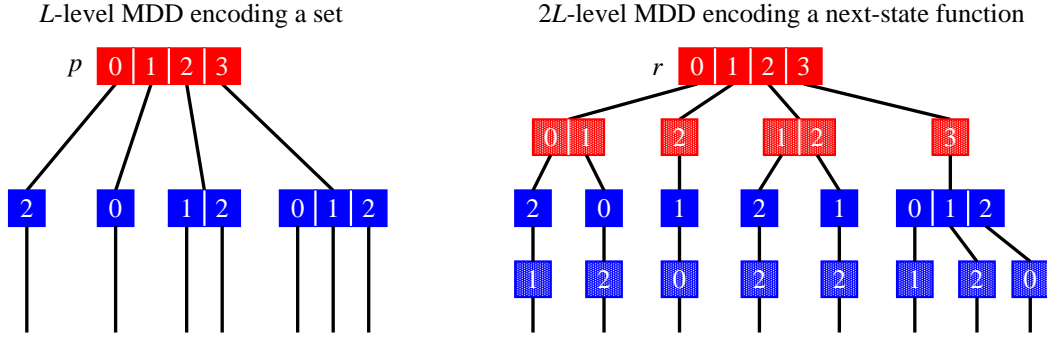 L-level MDD encoding a set
2L-level MDD encoding a next-state function
p 0 1 2 3
r 0 1 2 3
0 1 2 1 2 3
2 0 1 2 0 1 2
2 0 1 2 1 0 1 2
1 2 0 2 2 1 2 0